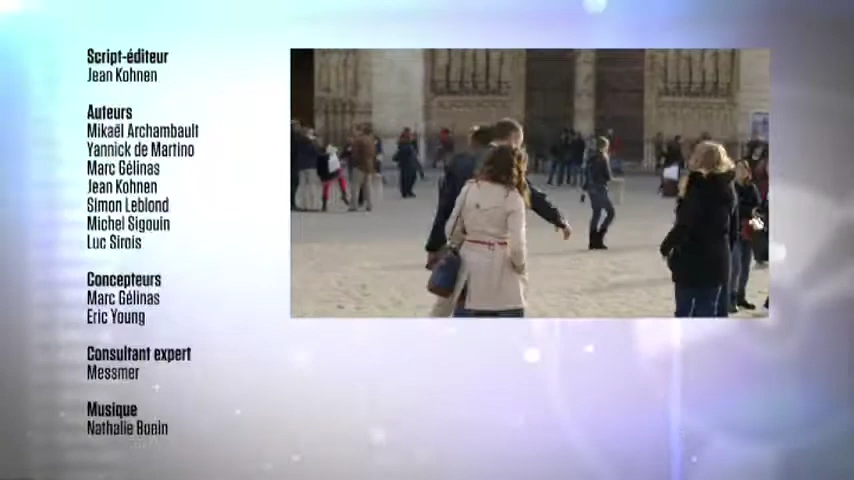 Script-éditeur
Jean Kohnen
Auteurs
Mikaël Archambault
Yannick de Martino
Marc Gélinas
Jean Kohnen
Simon Leblond
Michel Sigouin
Luc Sirois
Concepteurs
Marc Gélinas
Eric Young
Consultant expert
Messmer
Musique
Nathalie